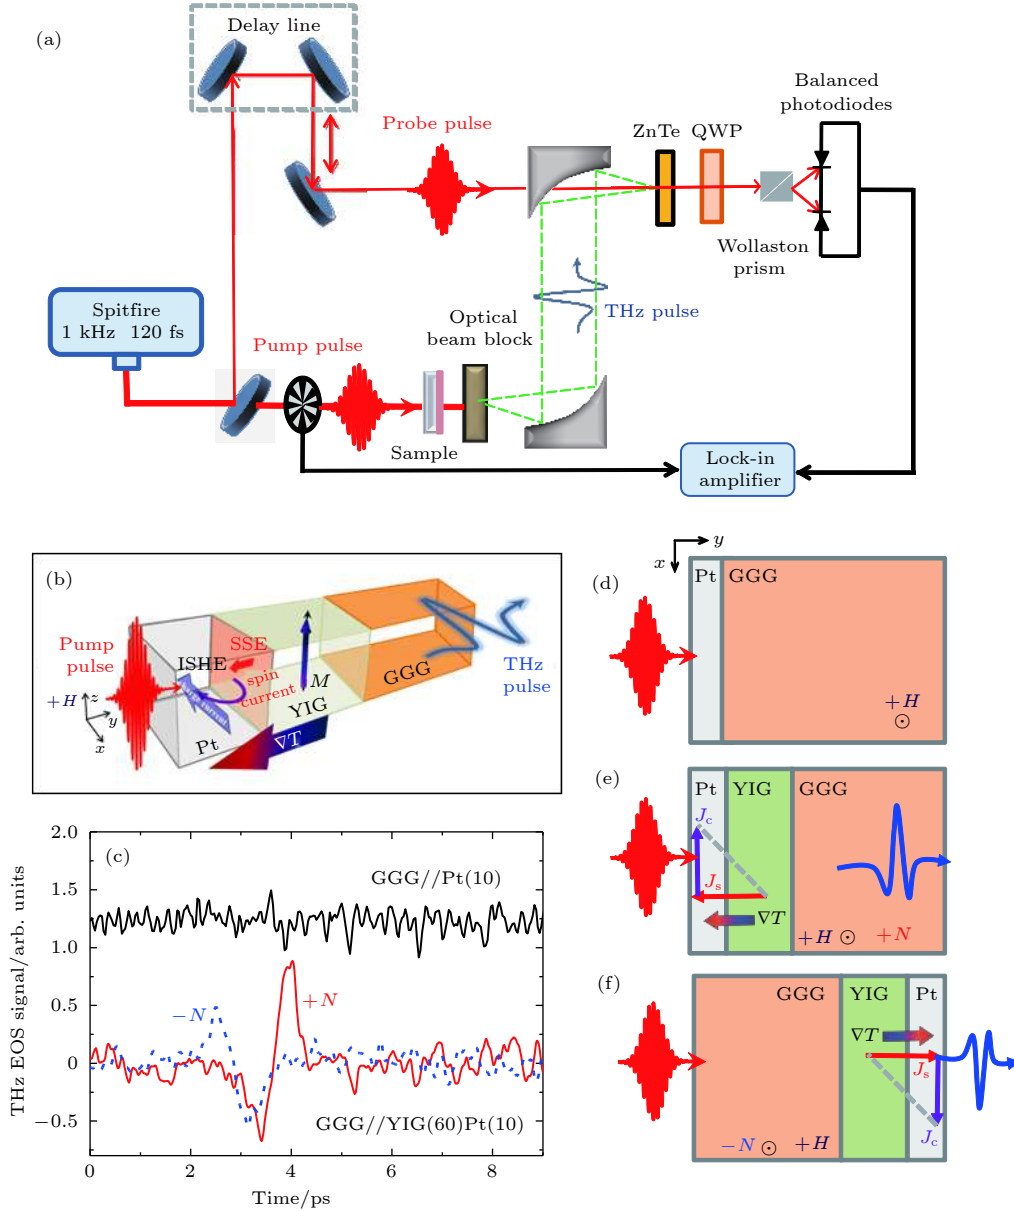 (a)
Delay line
Probe pulse
ZnTe
QWP
Balanced
photodiodes
Wollaston
prism
Spitfire
1 kHz 120 fs
Pump pulse
Optical
beam block
THz pulse
Sample
Lock-in
amplifier
(b)
Pump
pulse
+H
z
y
x
ISHE
SSE
spin
current
M
YIG
GGG
Pt
∇T
THz
pulse
(c)
THz EOS signal/arb. units
2.0
1.5
1.0
0.5
0
−0.5
GGG//Pt(10)
−N
+N
GGG//YIG(60)Pt(10)
0
2
4
6
8
Time/ps
(d)
x
y
Pt
GGG
+H
(e)
Pt
YIG
GGG
Jc
Js
∇T
+H
+N
(f)
GGG
YIG
Pt
∇T
Js
Jc
−N
+H